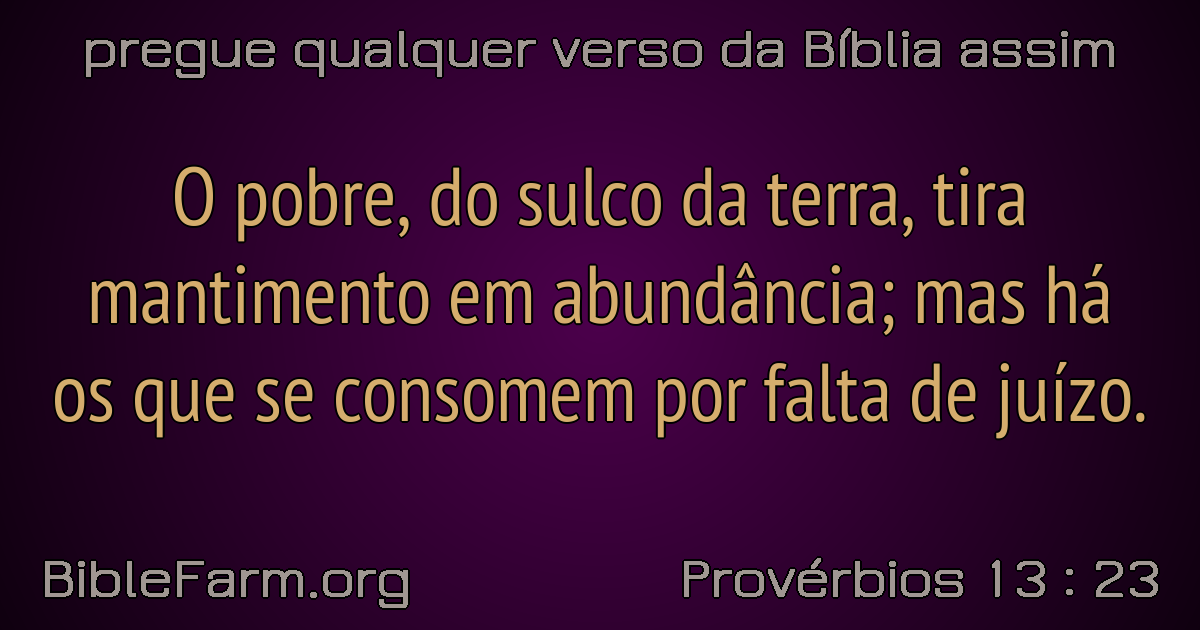 pregue qualquer verso da Bíblia assim
O pobre, do sulco da terra, tira
mantimento em abundância; mas há
os que se consomem por falta de juízo.
BibleFarm.org
Provérbios 13 : 23